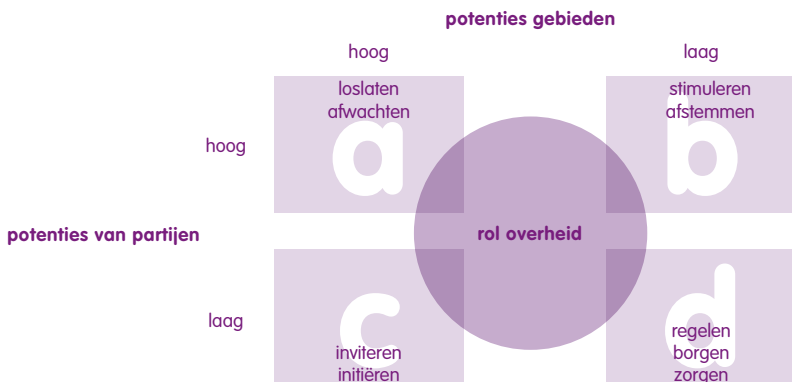 potenties gebieden
hoog
laag
loslaten
afwachten
a
stimuleren
afstemmen
b
hoog
potenties van partijen
rol overheid
laag
c
inviteren
initiëren
d
regelen
borgen
zorgen